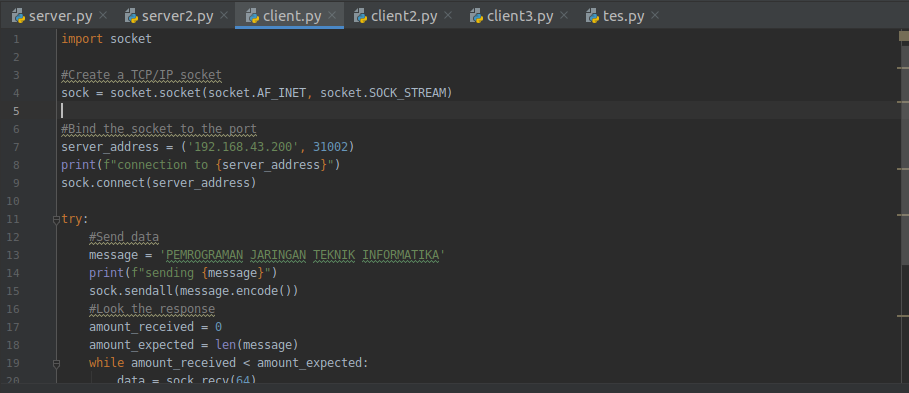 server.py × server2.py × client.py × client2.py × client3.py × tes.py ×
1 import socket
2
3 #Create a TCP/IP socket
4 sock = socket.socket(socket.AF_INET, socket.SOCK_STREAM)
5
6 #Bind the socket to the port
7 server_address = ('192.168.43.200', 31002)
8 print(f"connection to {server_address}")
9 sock.connect(server_address)
10
11 try:
12 #Send data
13 message = 'PEMROGRAMAN JARINGAN TEKNIK INFORMATIKA'
14 print(f"sending {message}")
15 sock.sendall(message.encode())
16 #Look the response
17 amount_received = 0
18 amount_expected = len(message)
19 while amount_received < amount_expected:
20 data = sock.recv(64)